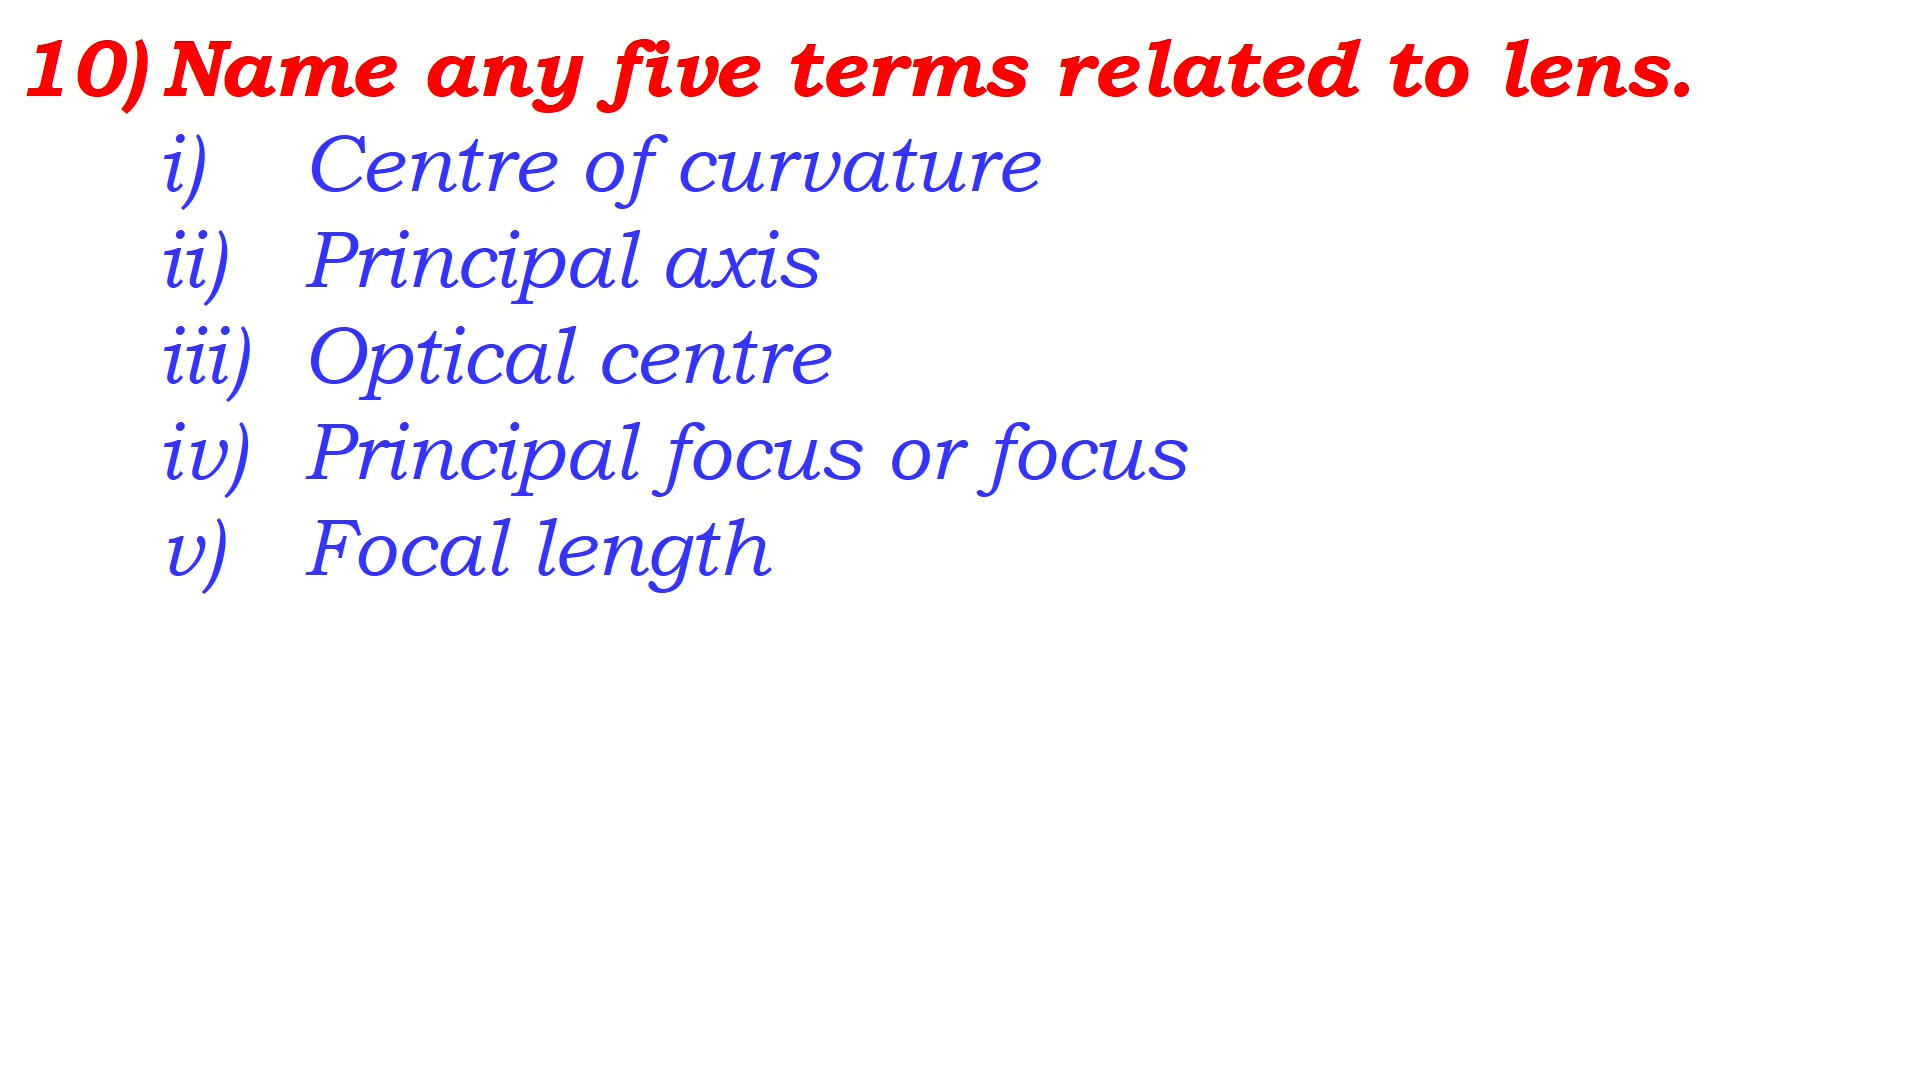 10) Name any five terms related to lens.
i) Centre of curvature
ii) Principal axis
iii) Optical centre
iv) Principal focus or focus
v) Focal length